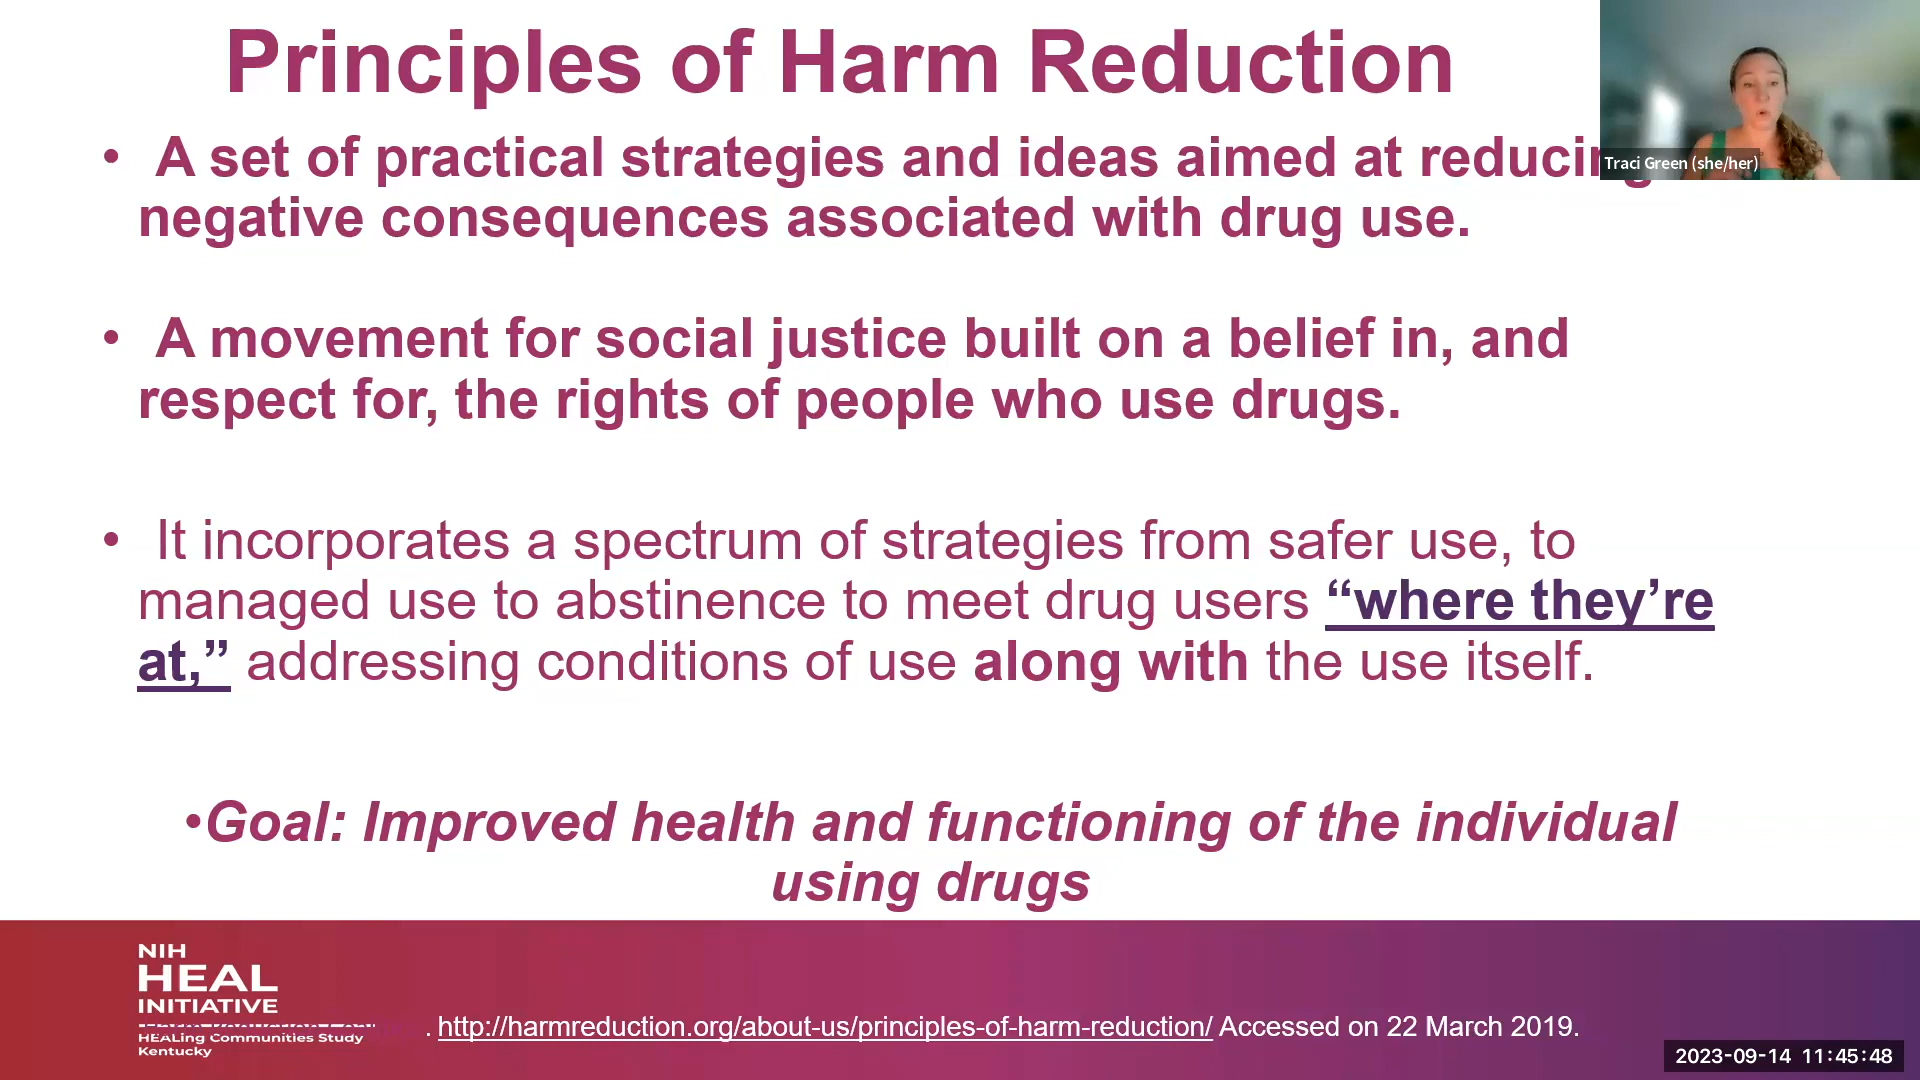 Principles of Harm Reduction
• A set of practical strategies and ideas aimed at reducing
negative consequences associated with drug use.
• A movement for social justice built on a belief in, and
respect for, the rights of people who use drugs.
• It incorporates a spectrum of strategies from safer use, to
managed use to abstinence to meet drug users “where they’re
at,” addressing conditions of use along with the use itself.
•Goal: Improved health and functioning of the individual
using drugs
Traci Green (she/her)
NIH
HEAL
INITIATIVE
HEALing Communities Study
Kentucky
. http://harmreduction.org/about-us/principles-of-harm-reduction/ Accessed on 22 March 2019.
2023-09-14 11:45:48